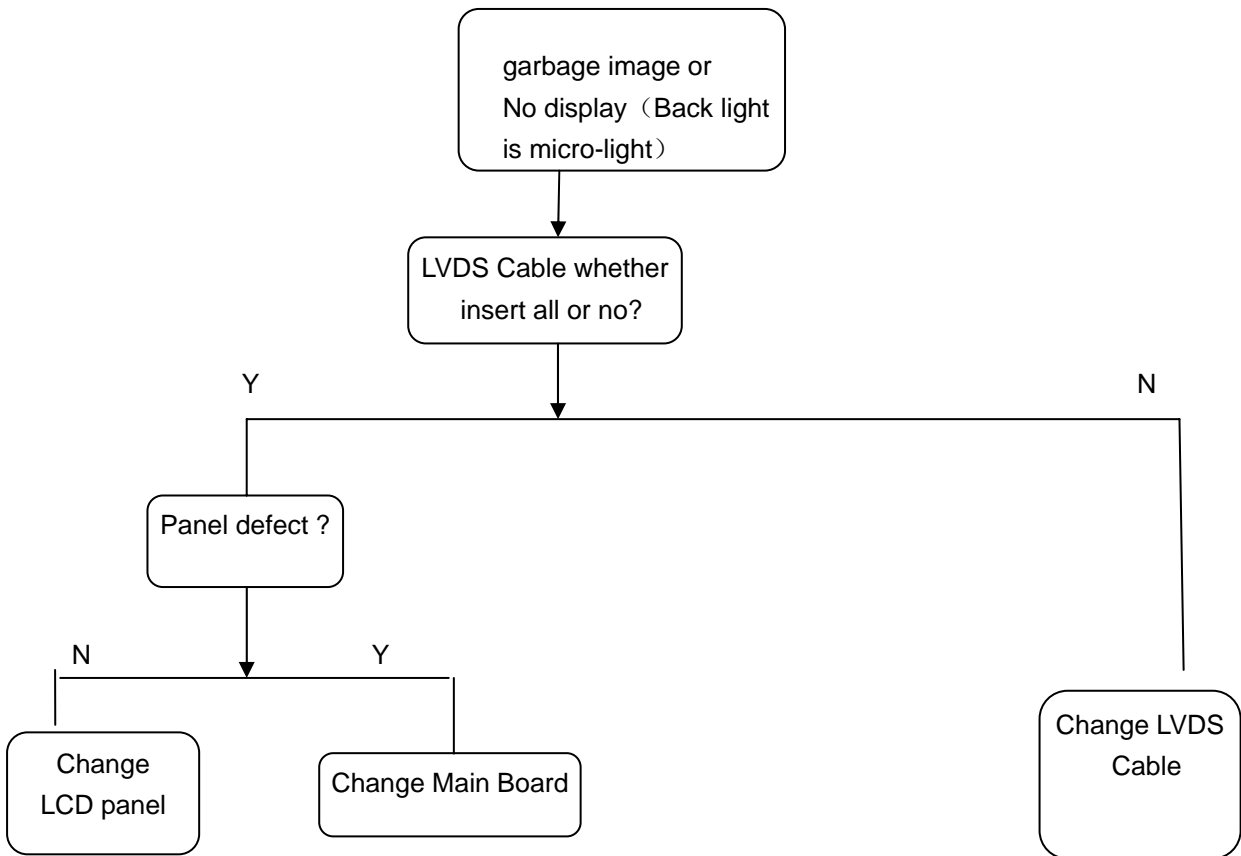 garbage image or
No display（Back light
is micro-light）
LVDS Cable whether
insert all or no?
Y
N
Panel defect ?
N
Y
Change
LCD panel
Change Main Board
Change LVDS
Cable